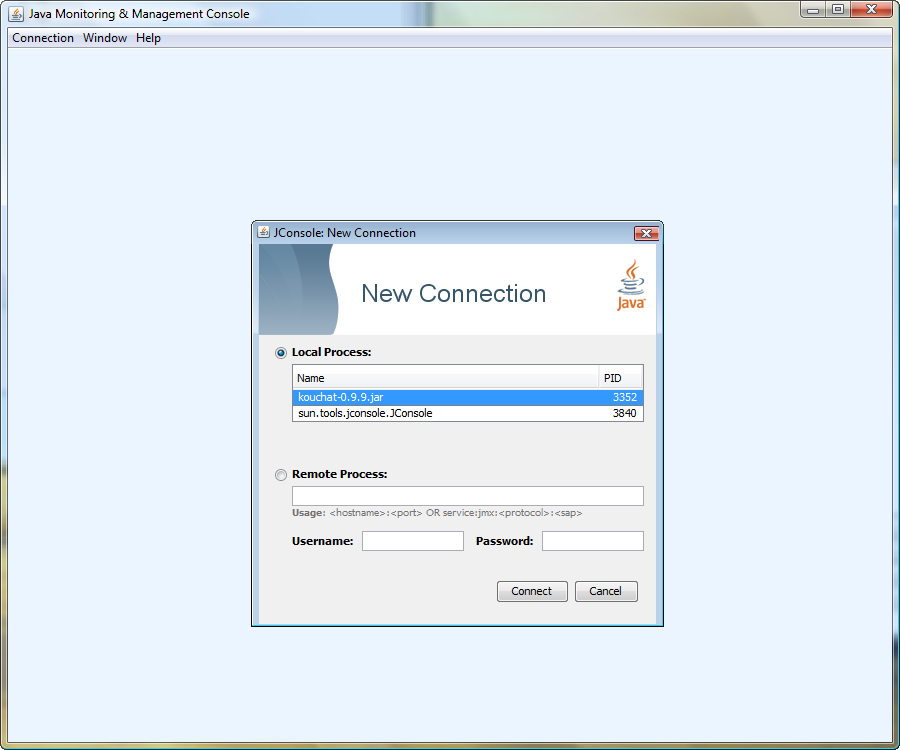 Java Monitoring & Management Console
Connection Window Help
JConsole: New Connection
New Connection
Java
Local Process:
Name PID
kouchat-0.9.9.jar 3352
sun.tools.jconsole.JConsole 3840
Remote Process:
Usage: <hostname>:<port> OR service:jmx:<protocol>:<sap>
Username: Password:
Connect Cancel